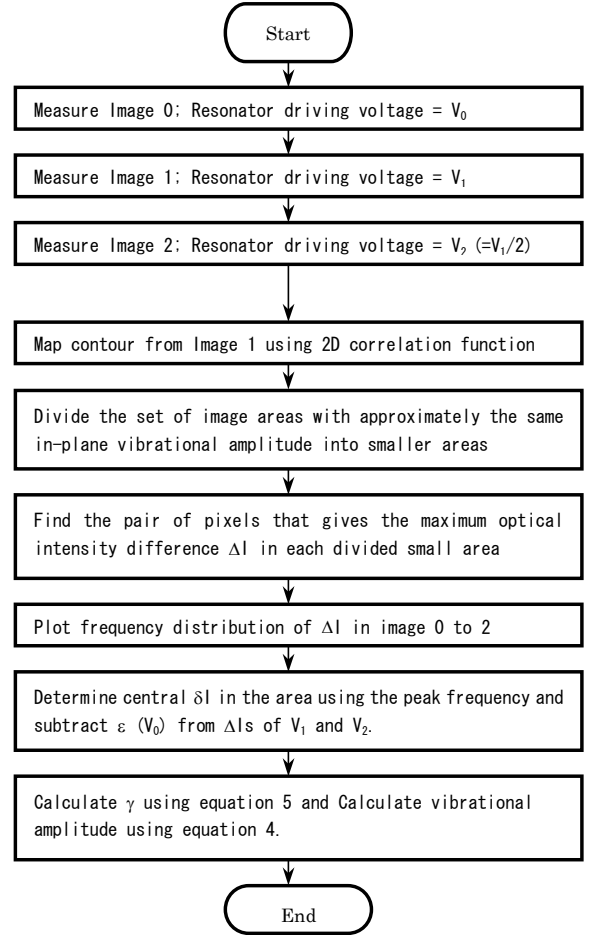 Start
Measure Image 0; Resonator driving voltage = V₀
Measure Image 1; Resonator driving voltage = V₁
Measure Image 2; Resonator driving voltage = V₂ (=V₁/2)
Map contour from Image 1 using 2D correlation function
Divide the set of image areas with approximately the same
in-plane vibrational amplitude into smaller areas
Find the pair of pixels that gives the maximum optical
intensity difference ΔI in each divided small area
Plot frequency distribution of ΔI in image 0 to 2
Determine central δI in the area using the peak frequency and
subtract ε (V₀) from ΔIs of V₁ and V₂.
Calculate γ using equation 5 and Calculate vibrational
amplitude using equation 4.
End